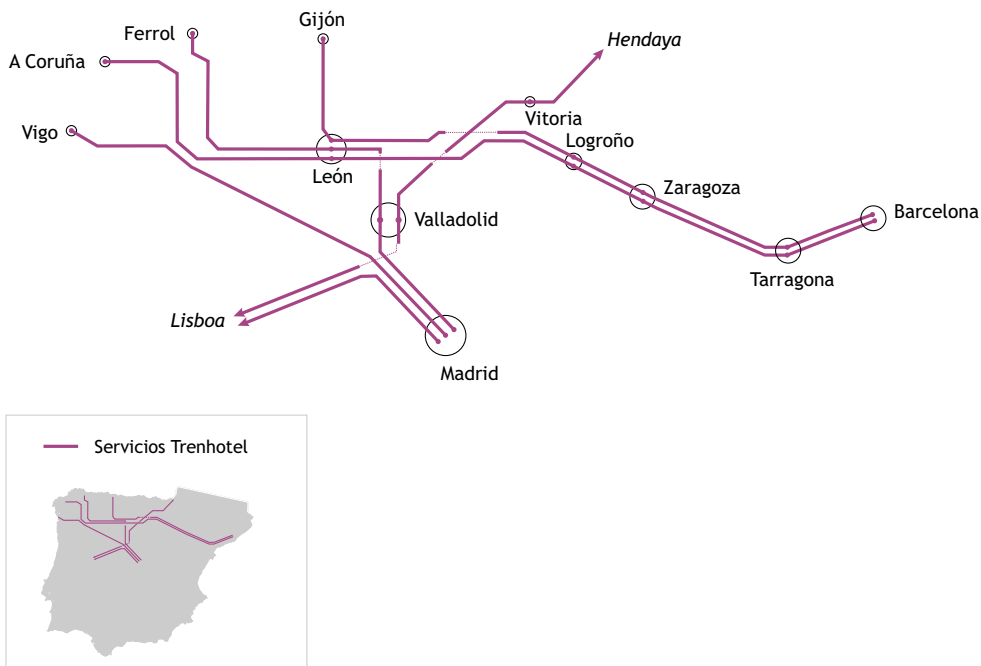 Gijón
Ferrol
Hendaya
A Coruña
Vitoria
Vigo
Logroño
León
Zaragoza
Barcelona
Valladolid
Tarragona
Lisboa
Madrid
Servicios Trenhotel